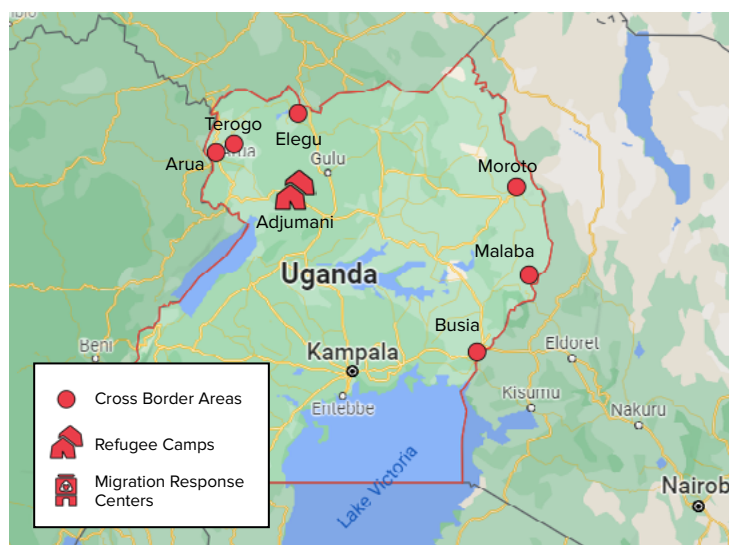 Terogo
Elegu
Arua
Gulu
Moroto
Adjumani
Malaba
Uganda
Busia
Beni
Kampala
Eldoret
Entebbe
Kisumu
Nakuru
Lake Victoria
Nairob
Cross Border Areas
Refugee Camps
Migration Response
Centers